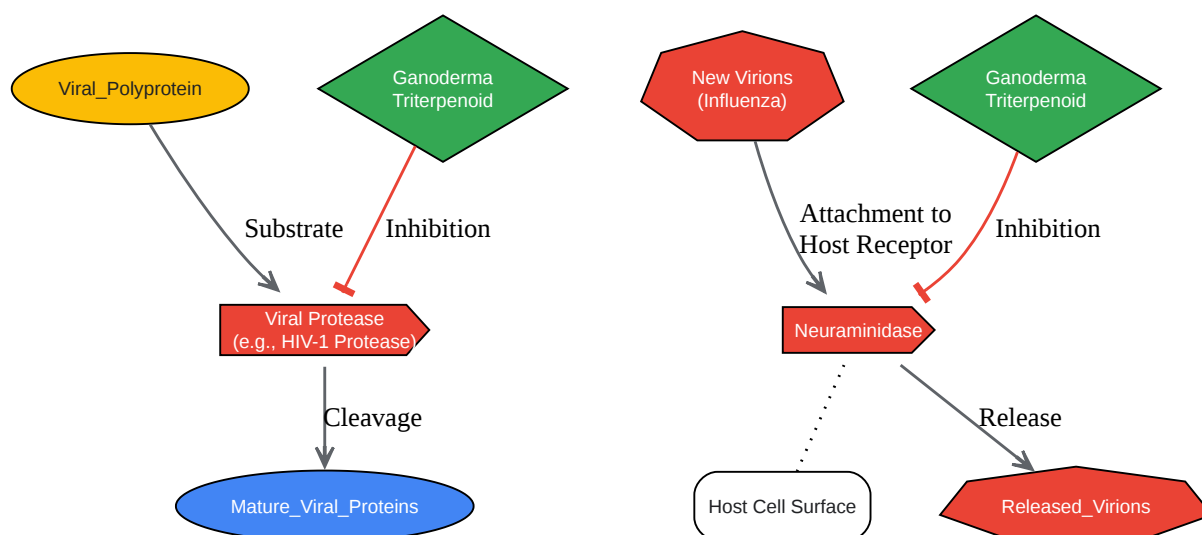 Viral_Polyprotein
Ganoderma
Triterpenoid
Substrate
Inhibition
Viral Protease
(e.g., HIV-1 Protease)
Cleavage
Mature_Viral_Proteins
New Virions
(Influenza)
Ganoderma
Triterpenoid
Attachment to
Host Receptor
Inhibition
Neuraminidase
Release
Host Cell Surface
Released_Virions